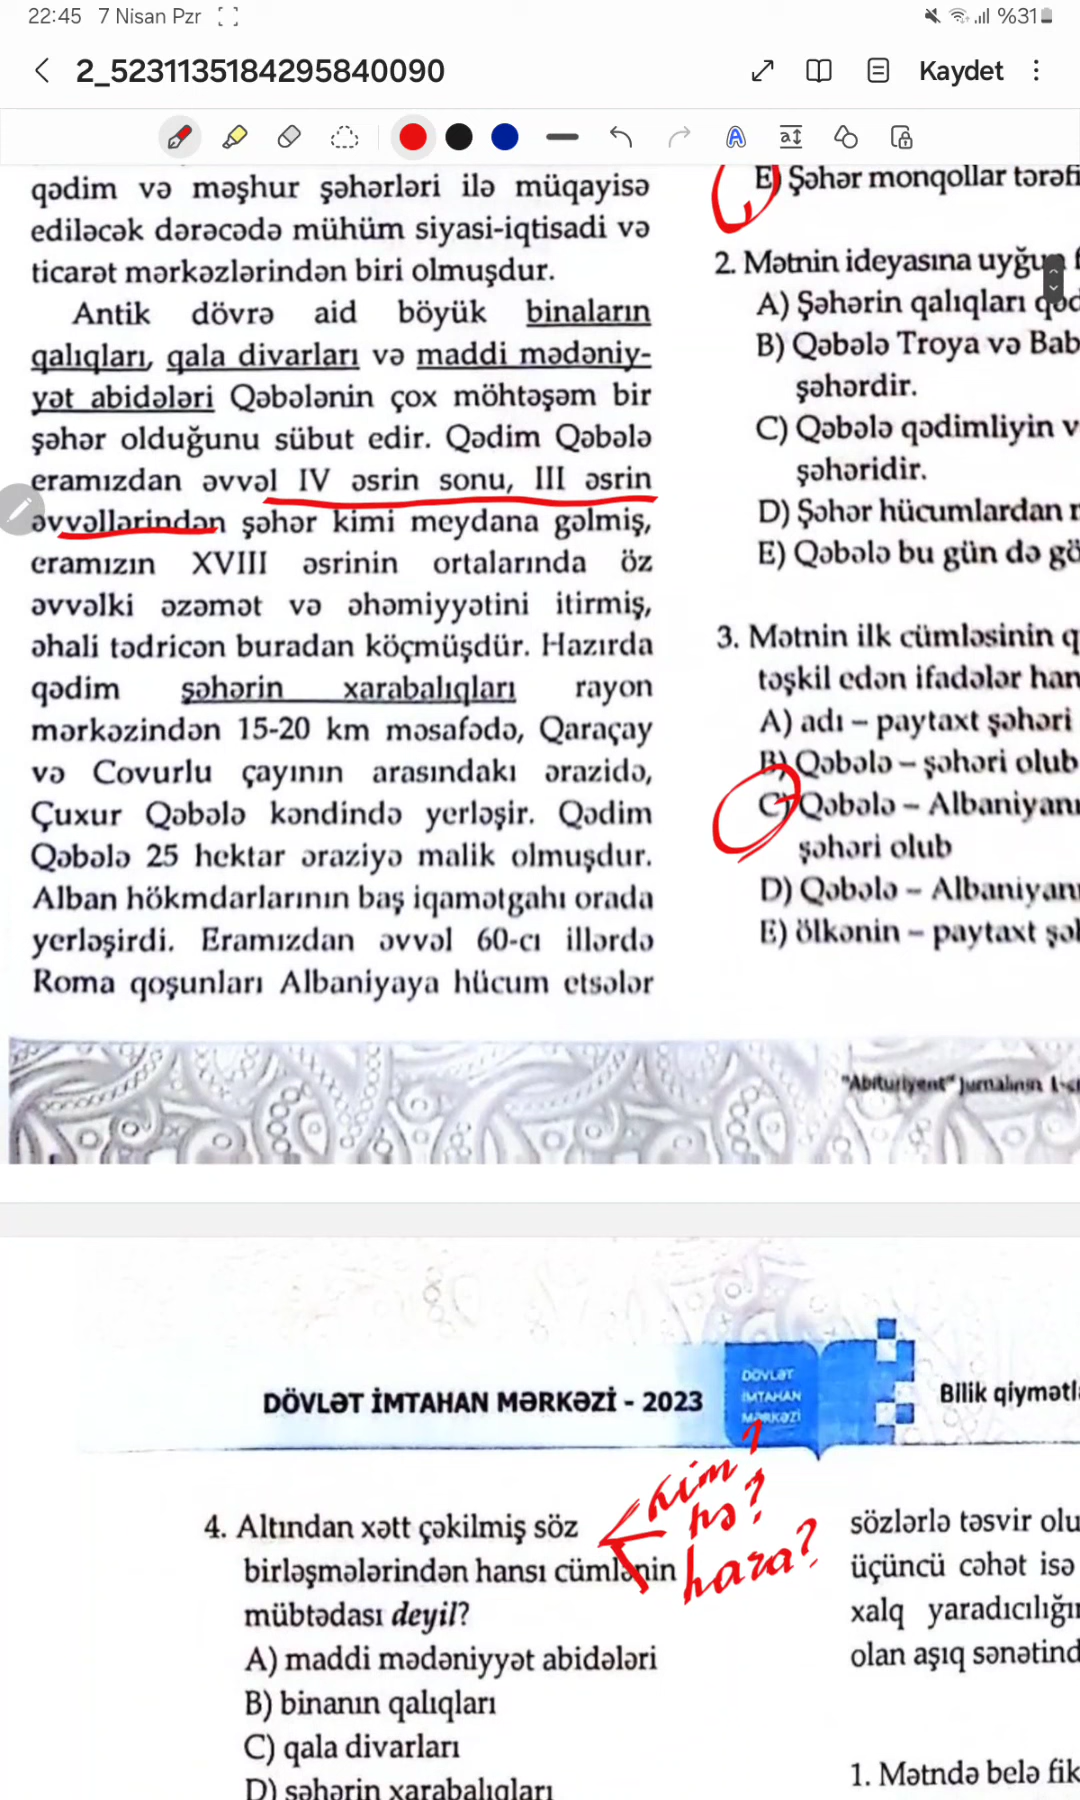 22:45 7 Nisan Pzr %31
2_5231135184295840090
Kaydet
qədim və məşhur şəhərləri ilə müqayisə
ediləcək dərəcədə mühüm siyasi-iqtisadi və
ticarət mərkəzlərindən biri olmuşdur.
Antik dövrə aid böyük binaların
qalıqları, qala divarları və maddi mədəniy-
yət abidələri Qəbələnin çox möhtəşəm bir
şəhər olduğunu sübut edir. Qədim Qəbələ
eramızdan əvvəl IV əsrin sonu, III əsrin
əvvəllərindən şəhər kimi meydana gəlmiş,
eramızın XVIII əsrinin ortalarında öz
əvvəlki əzəmət və əhəmiyyətini itirmiş,
əhali tədricən buradan köçmüşdür. Hazırda
qədim şəhərin xarabalıqları rayon
mərkəzindən 15-20 km məsafədə, Qaraçay
və Covurlu çayının arasındakı ərazidə,
Çuxur Qəbələ kəndində yerləşir. Qədim
Qəbələ 25 hektar əraziyə malik olmuşdur.
Alban hökmdarlarının baş iqamətgahı orada
yerləşirdi. Eramızdan əvvəl 60-cı illərdə
Roma qoşunları Albaniyaya hücum etsələr
E) Şəhər monqollar tərəfi
2. Mətnin ideyasına uyğun
A) Şəhərin qalıqları
B) Qəbələ Troya və Bab
şəhərdir.
C) Qəbələ qədimliyin v
şəhəridir.
D) Şəhər hücumlardan
E) Qəbələ bu gün də gö
3. Mətnin ilk cümləsinin q
təşkil edən ifadələr han
A) adı – paytaxt şəhəri
B) Qəbələ – şəhəri olub
C) Qəbələ – Albaniyanı
şəhəri olub
D) Qəbələ – Albaniyanı
E) ölkənin – paytaxt şəh
"Abituriyent" jurnalının 1-ci
DÖVLƏT İMTAHAN MƏRKƏZİ - 2023
DÖVLƏT
İMTAHAN
MƏRKƏZİ
Bilik qiymətlə
kim?
nə?
hara?
4. Altından xətt çəkilmiş söz
birləşmələrindən hansı cümlənin
mübtədası deyil?
A) maddi mədəniyyət abidələri
B) binanın qalıqları
C) qala divarları
D) şəhərin xarabalıqları
sözlərlə təsvir olu
üçüncü cəhət isə
xalq yaradıcılığı
olan aşıq sənətind
1. Mətndə belə fik